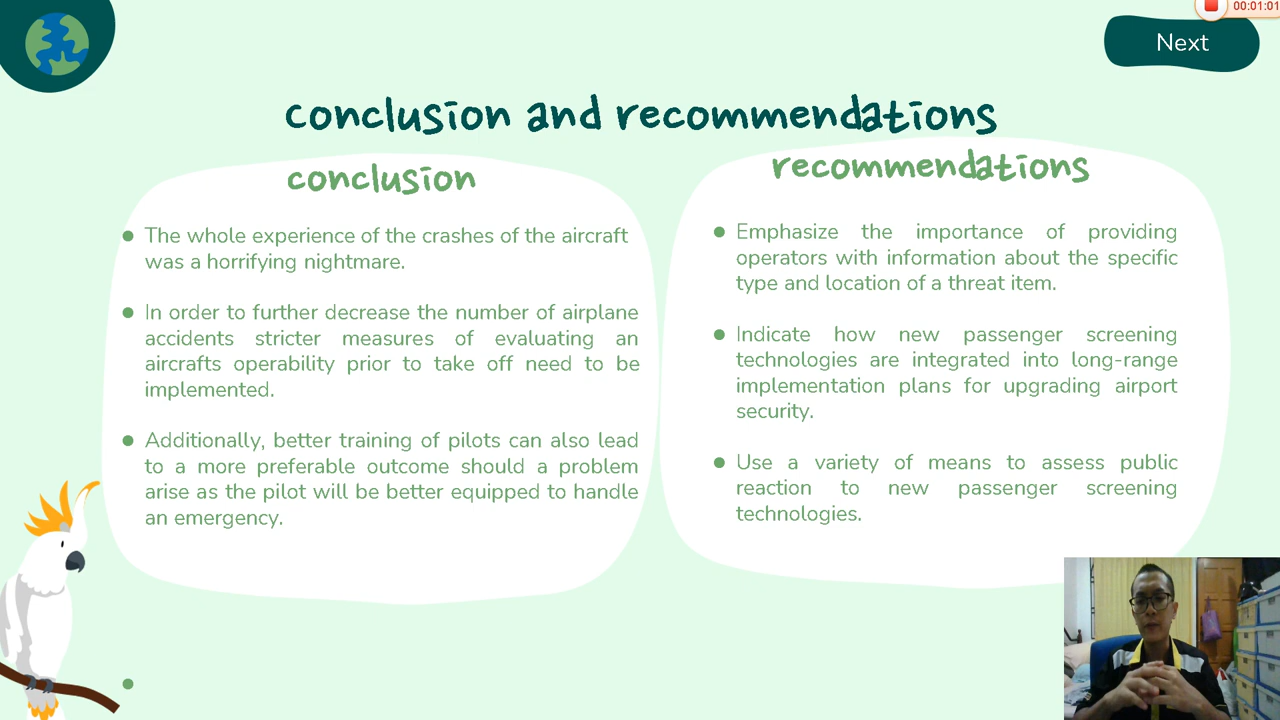 00:01:01
Next
conclusion and recommendations
conclusion
The whole experience of the crashes of the aircraft
was a horrifying nightmare.
In order to further decrease the number of airplane
accidents stricter measures of evaluating an
aircrafts operability prior to take off need to be
implemented.
Additionally, better training of pilots can also lead
to a more preferable outcome should a problem
arise as the pilot will be better equipped to handle
an emergency.
recommendations
Emphasize the importance of providing
operators with information about the specific
type and location of a threat item.
Indicate how new passenger screening
technologies are integrated into long-range
implementation plans for upgrading airport
security.
Use a variety of means to assess public
reaction to new passenger screening
technologies.